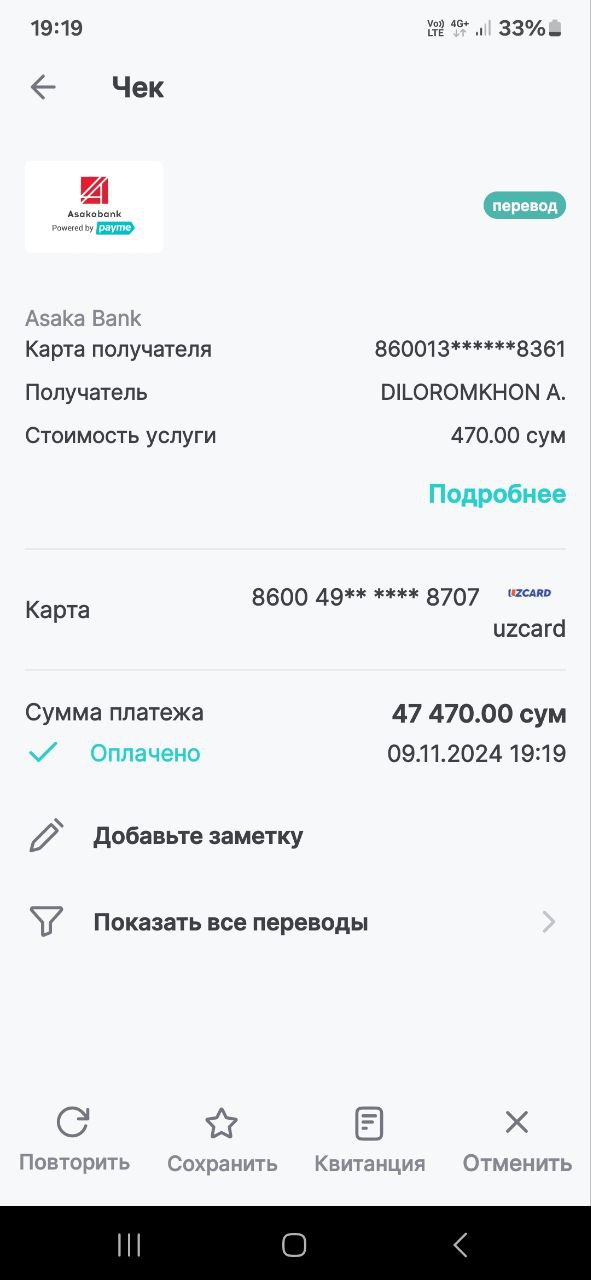 19:19 Vo)) LTE 4G+ 33%
Чек
Asakabank
Powered by payme
перевод
Asaka Bank
Карта получателя 860013******8361
Получатель DILOROMKHON A.
Стоимость услуги 470.00 сум
Подробнее
Карта 8600 49** **** 8707 UZCARD
uzcard
Сумма платежа 47 470.00 сум
Оплачено 09.11.2024 19:19
Добавьте заметку
Показать все переводы
Повторить Сохранить Квитанция Отменить